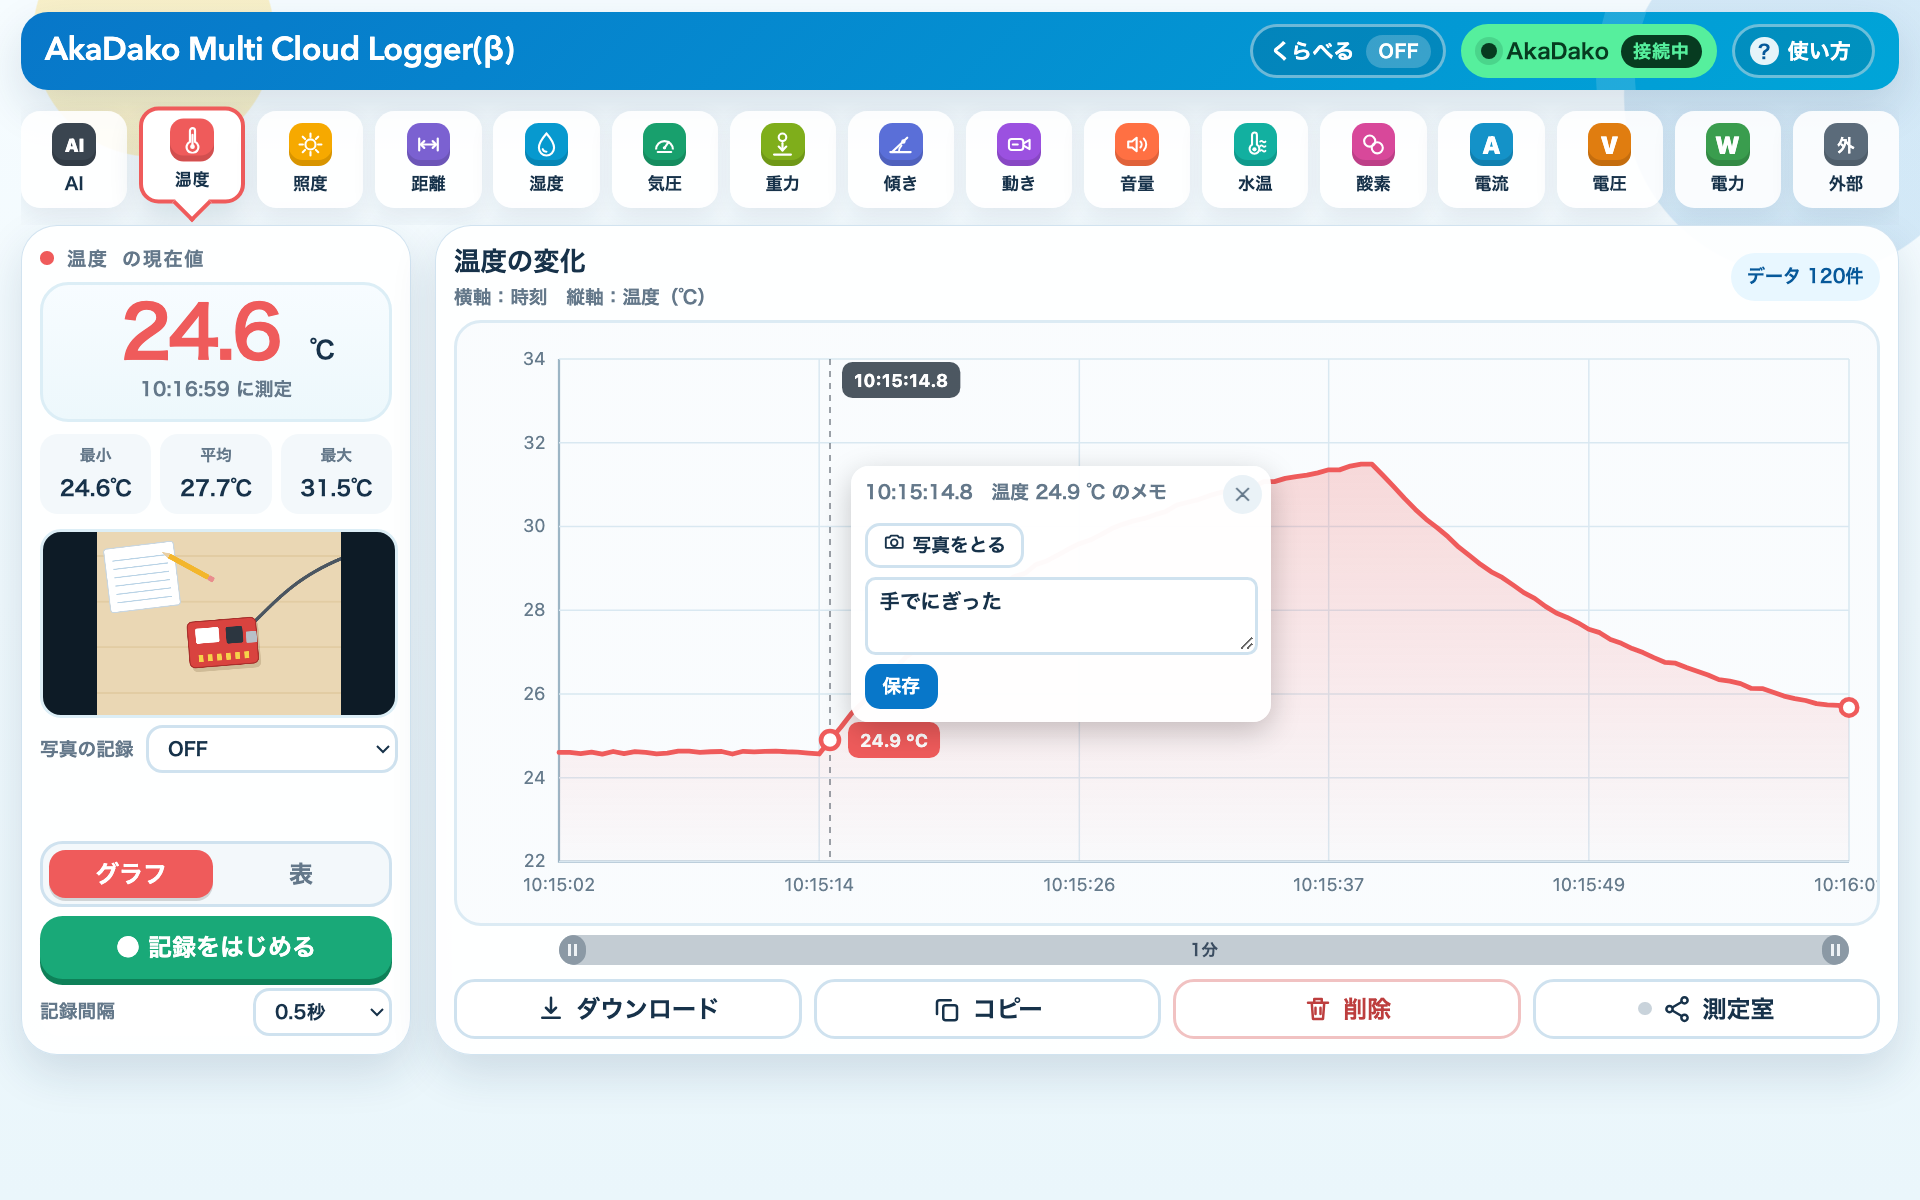 AkaDako Multi Cloud Logger(β)
くらべる OFF
AkaDako 接続中
? 使い方
AI AI
温度
照度
距離
湿度
気圧
重力
傾き
動き
音量
水温
酸素
A 電流
V 電圧
W 電力
外 外部
温度 の現在値
24.6 ℃
10:16:59 に測定
最小 24.6℃
平均 27.7℃
最大 31.5℃
写真の記録 OFF
グラフ 表
記録をはじめる
記録間隔 0.5秒
温度の変化
横軸：時刻 縦軸：温度（℃）
データ 120件
34
32
30
28
26
24
22
10:15:14.8
10:15:14.8 温度 24.9 ℃ のメモ
写真をとる
手でにぎった
保存
24.9 °C
10:15:02 10:15:14 10:15:26 10:15:37 10:15:49 10:16:0
1分
ダウンロード コピー 削除 測定室